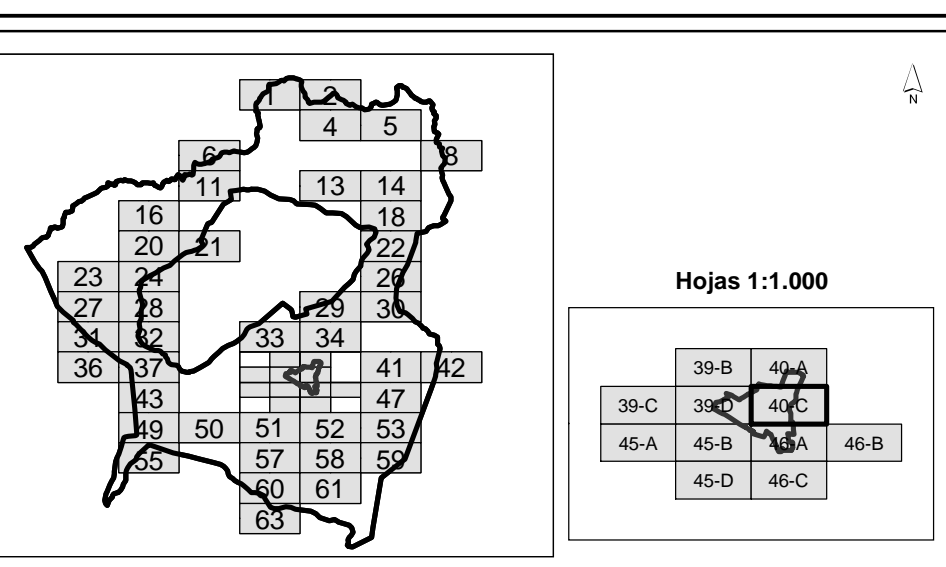 N
1 2
4 5
6 8
11 13 14
16 18
20 21 22
23 24 26
27 28 29 30
31 32 33 34
36 37 41 42
43 47
49 50 51 52 53
55 57 58 59
60 61
63
Hojas 1:1.000
39-B 40-A
39-C 39-D 40-C
45-A 45-B 46-A 46-B
45-D 46-C